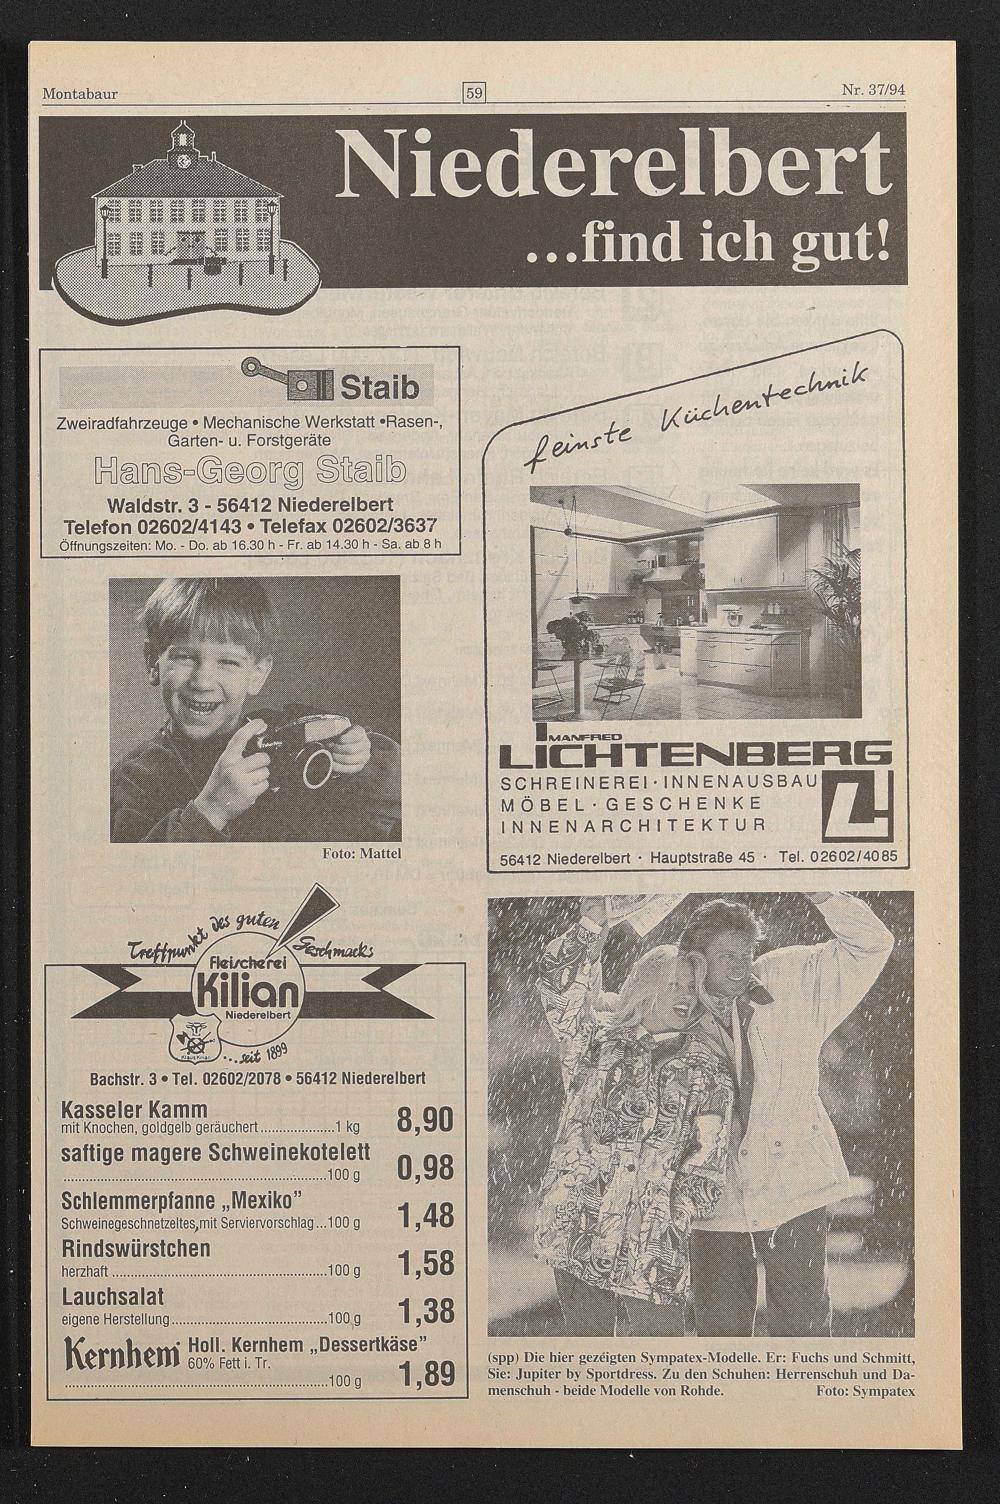 Montabaur
59
Nr. 37/94
Niederelbert
...find ich gut!
Staib
Zweiradfahrzeuge • Mechanische Werkstatt •Rasen-,
Garten- u. Forstgeräte
Hans-Georg Staib
Waldstr. 3 - 56412 Niederelbert
Telefon 02602/4143 • Telefax 02602/3637
Öffnungszeiten: Mo. - Do. ab 16.30 h - Fr. ab 14.30 h - Sa. ab 8 h
Foto: Mattel
feinste Küchentechnik
MANFRED
LICHTENBERG
SCHREINEREI · INNENAUSBAU
MÖBEL · GESCHENKE
INNENARCHITEKTUR
56412 Niederelbert · Hauptstraße 45 · Tel. 02602/4085
Treffpunkt des guten Geschmacks
Fleischerei
Kilian
Niederelbert
...seit 1899
Bachstr. 3 • Tel. 02602/2078 • 56412 Niederelbert
Kasseler Kamm
mit Knochen, goldgelb geräuchert...................1 kg 8,90
saftige magere Schweinekotelett
....................................................................100 g 0,98
Schlemmerpfanne „Mexiko”
Schweinegeschnetzeltes,mit Serviervorschlag...100 g 1,48
Rindswürstchen
herzhaft.......................................................100 g 1,58
Lauchsalat
eigene Herstellung........................................100 g 1,38
Kernhem Holl. Kernhem „Dessertkäse”
60% Fett i. Tr.
....................................................................100 g 1,89
(spp) Die hier gezéigten Sympatex-Modelle. Er: Fuchs und Schmitt,
Sie: Jupiter by Sportdress. Zu den Schuhen: Herrenschuh und Da-
menschuh - beide Modelle von Rohde. Foto: Sympatex